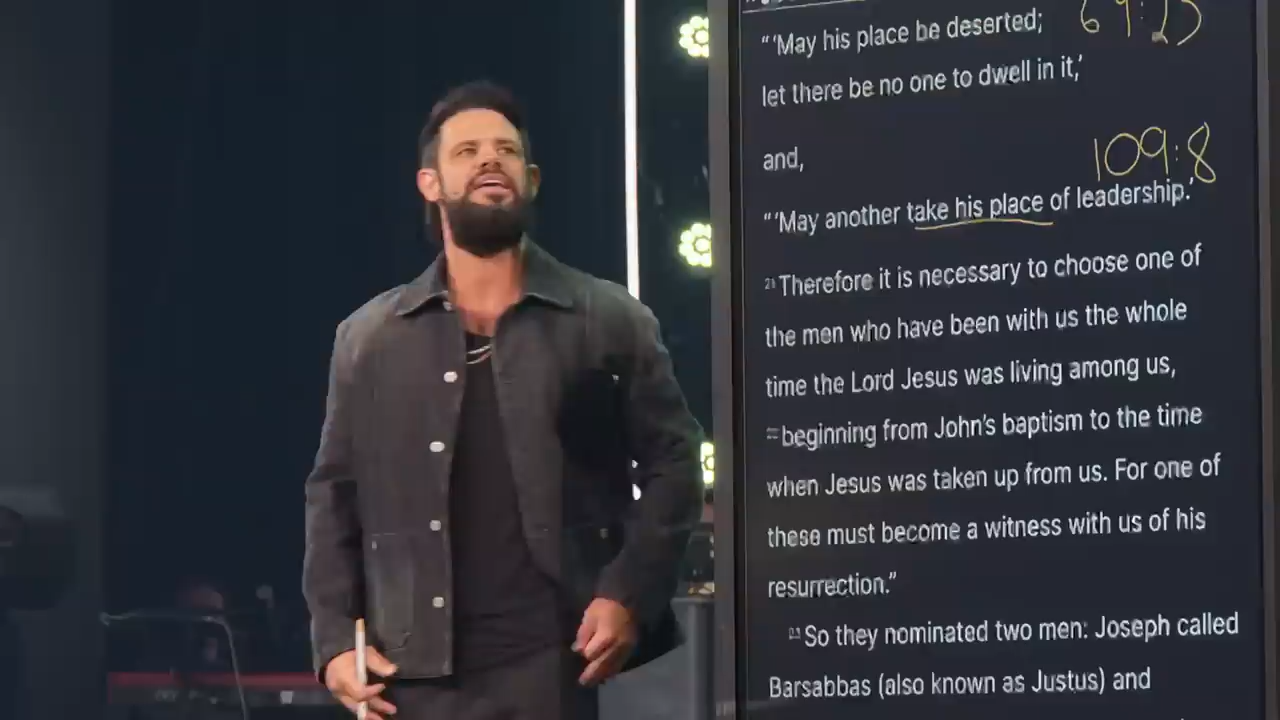 69:25
“‘May his place be deserted;
let there be no one to dwell in it,’
and,
109:8
“‘May another take his place of leadership.’
21 Therefore it is necessary to choose one of
the men who have been with us the whole
time the Lord Jesus was living among us,
beginning from John’s baptism to the time
when Jesus was taken up from us. For one of
these must become a witness with us of his
resurrection.”
23 So they nominated two men: Joseph called
Barsabbas (also known as Justus) and